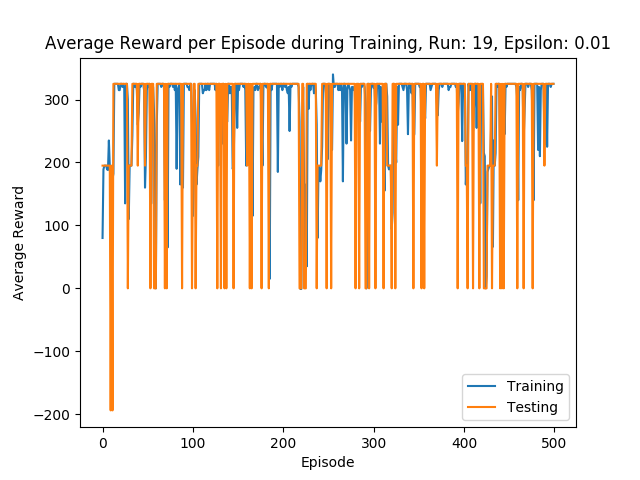 Average Reward per Episode during Training, Run: 19, Epsilon: 0.01
300
200
100
0
−100
−200
Average Reward
0 100 200 300 400 500
Episode
Training
Testing